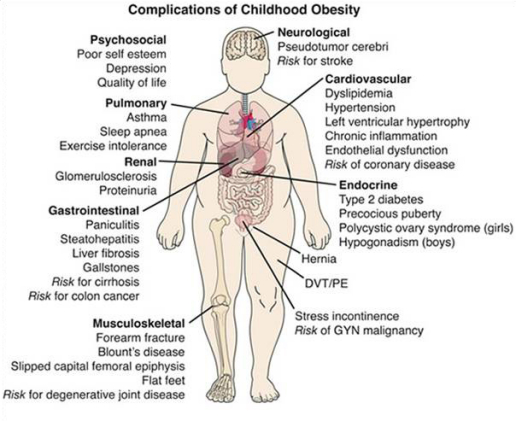 Complications of Childhood Obesity
Psychosocial
Poor self esteem
Depression
Quality of life
Pulmonary
Asthma
Sleep apnea
Exercise intolerance
Renal
Glomerulosclerosis
Proteinuria
Gastrointestinal
Paniculitis
Steatohepatitis
Liver fibrosis
Gallstones
Risk for cirrhosis
Risk for colon cancer
Musculoskeletal
Forearm fracture
Blount's disease
Slipped capital femoral epiphysis
Flat feet
Risk for degenerative joint disease
Neurological
Pseudotumor cerebri
Risk for stroke
Cardiovascular
Dyslipidemia
Hypertension
Left ventricular hypertrophy
Chronic inflammation
Endothelial dysfunction
Risk of coronary disease
Endocrine
Type 2 diabetes
Precocious puberty
Polycystic ovary syndrome (girls)
Hypogonadism (boys)
Hernia
DVT/PE
Stress incontinence
Risk of GYN malignancy